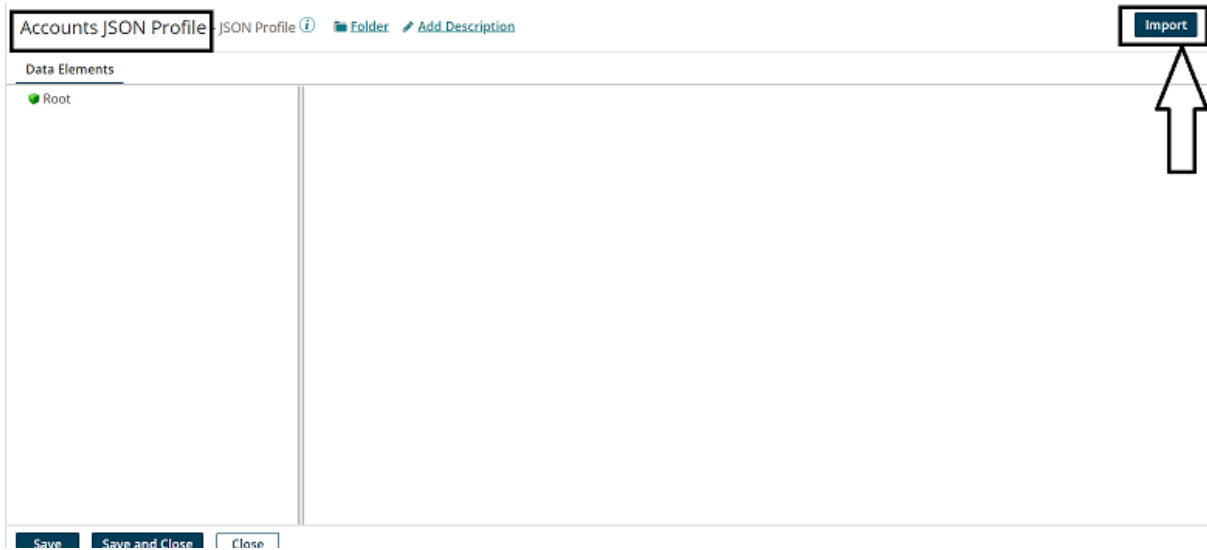 Accounts JSON Profile - JSON Profile i Folder Add Description Import
Data Elements
Root
Save Save and Close Close